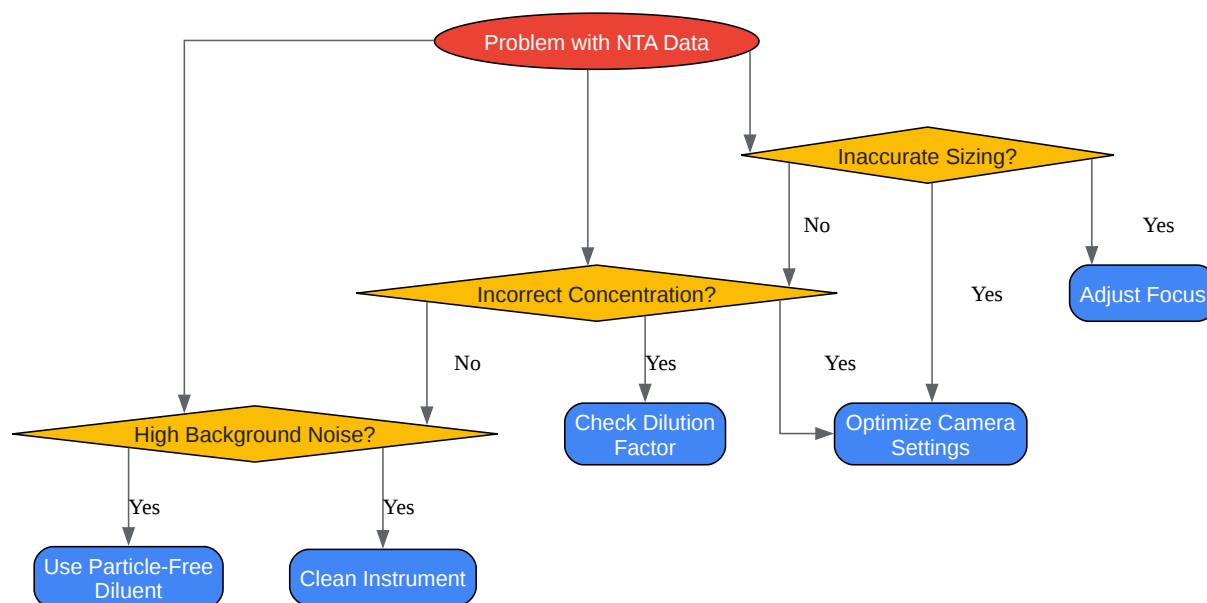 Problem with NTA Data
Inaccurate Sizing?
No
Yes
Adjust Focus
Yes
Incorrect Concentration?
No
Yes
Yes
Check Dilution
Factor
Optimize Camera
Settings
High Background Noise?
Yes
Yes
Use Particle-Free
Diluent
Clean Instrument